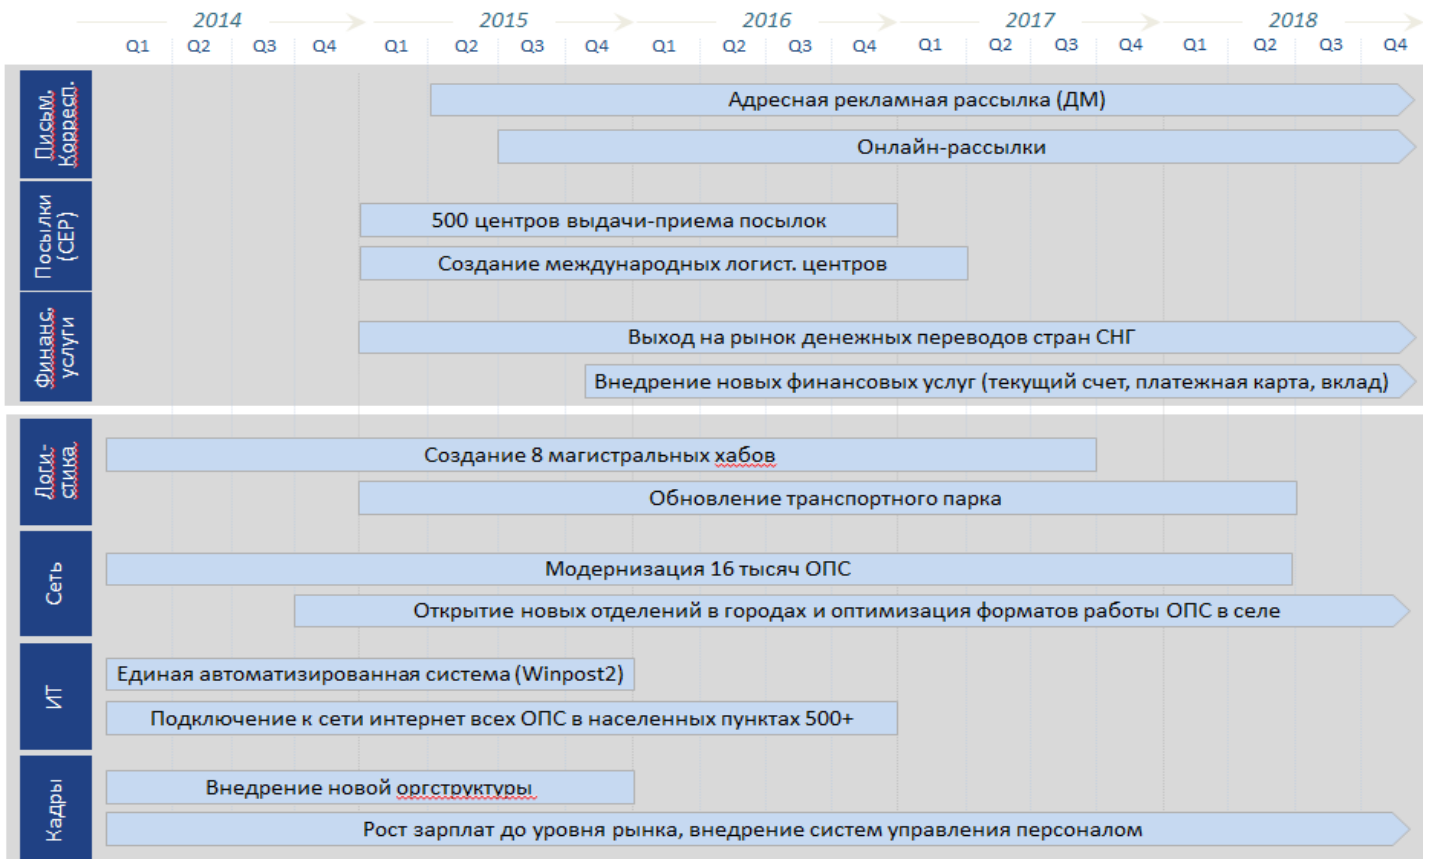 2014 2015 2016 2017 2018
Q1 Q2 Q3 Q4 Q1 Q2 Q3 Q4 Q1 Q2 Q3 Q4 Q1 Q2 Q3 Q4 Q1 Q2 Q3 Q4
Письм.
Корресп.
Адресная рекламная рассылка (ДМ)
Онлайн-рассылки
Посылки
(CEP)
500 центров выдачи-приема посылок
Создание международных логист. центров
Финанс.
услуги
Выход на рынок денежных переводов стран СНГ
Внедрение новых финансовых услуг (текущий счет, платежная карта, вклад)
Логи-
стика
Создание 8 магистральных хабов
Обновление транспортного парка
Сеть
Модернизация 16 тысяч ОПС
Открытие новых отделений в городах и оптимизация форматов работы ОПС в селе
ИТ
Единая автоматизированная система (Winpost2)
Подключение к сети интернет всех ОПС в населенных пунктах 500+
Кадры
Внедрение новой оргструктуры
Рост зарплат до уровня рынка, внедрение систем управления персоналом